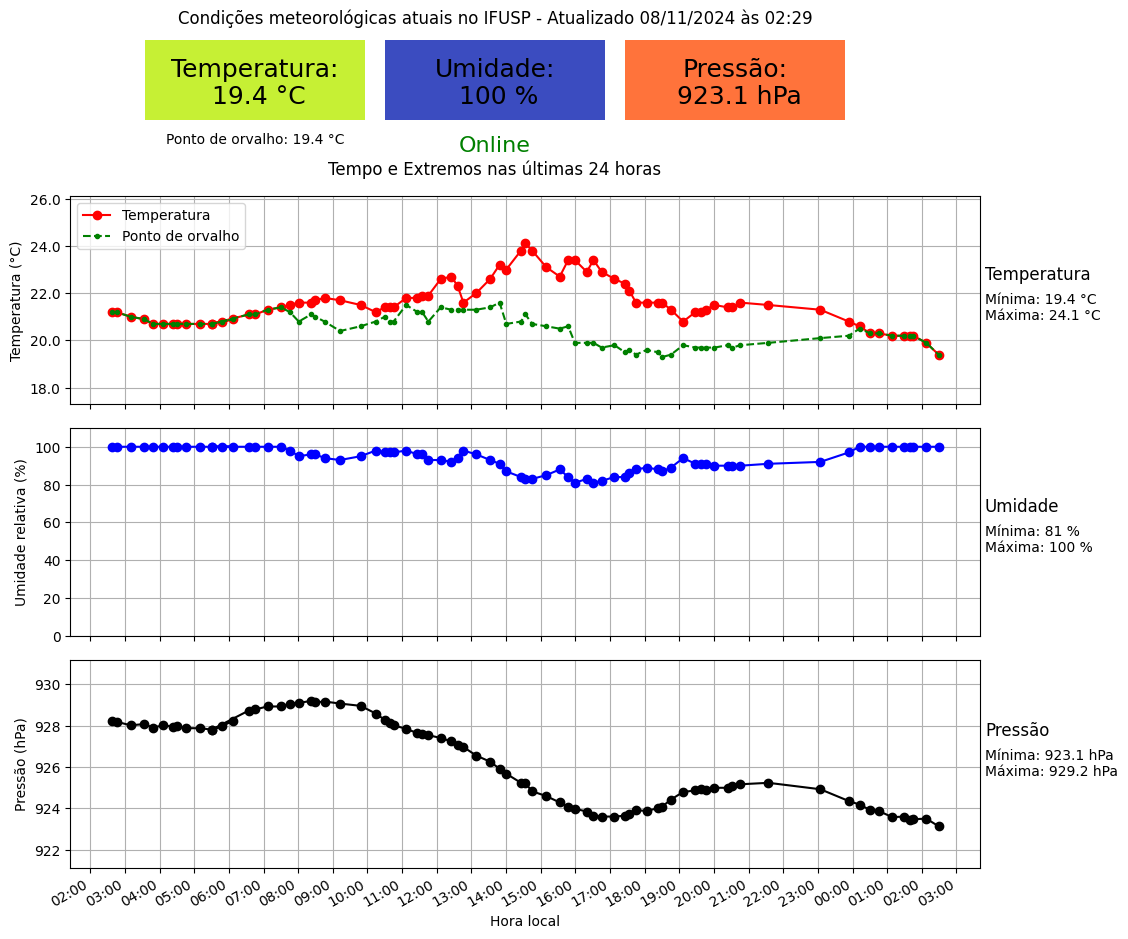 Condições meteorológicas atuais no IFUSP - Atualizado 08/11/2024 às 02:29
Temperatura:
19.4 °C
Umidade:
100 %
Pressão:
923.1 hPa
Ponto de orvalho: 19.4 °C
Online
Tempo e Extremos nas últimas 24 horas
26.0
24.0
22.0
20.0
18.0
Temperatura (°C)
Temperatura
Ponto de orvalho
Temperatura
Mínima: 19.4 °C
Máxima: 24.1 °C
100
80
60
40
20
0
Umidade relativa (%)
Umidade
Mínima: 81 %
Máxima: 100 %
930
928
926
924
922
Pressão (hPa)
Pressão
Mínima: 923.1 hPa
Máxima: 929.2 hPa
02:00 03:00 04:00 05:00 06:00 07:00 08:00 09:00 10:00 11:00 12:00 13:00 14:00 15:00 16:00 17:00 18:00 19:00 20:00 21:00 22:00 23:00 00:00 01:00 02:00 03:00
Hora local